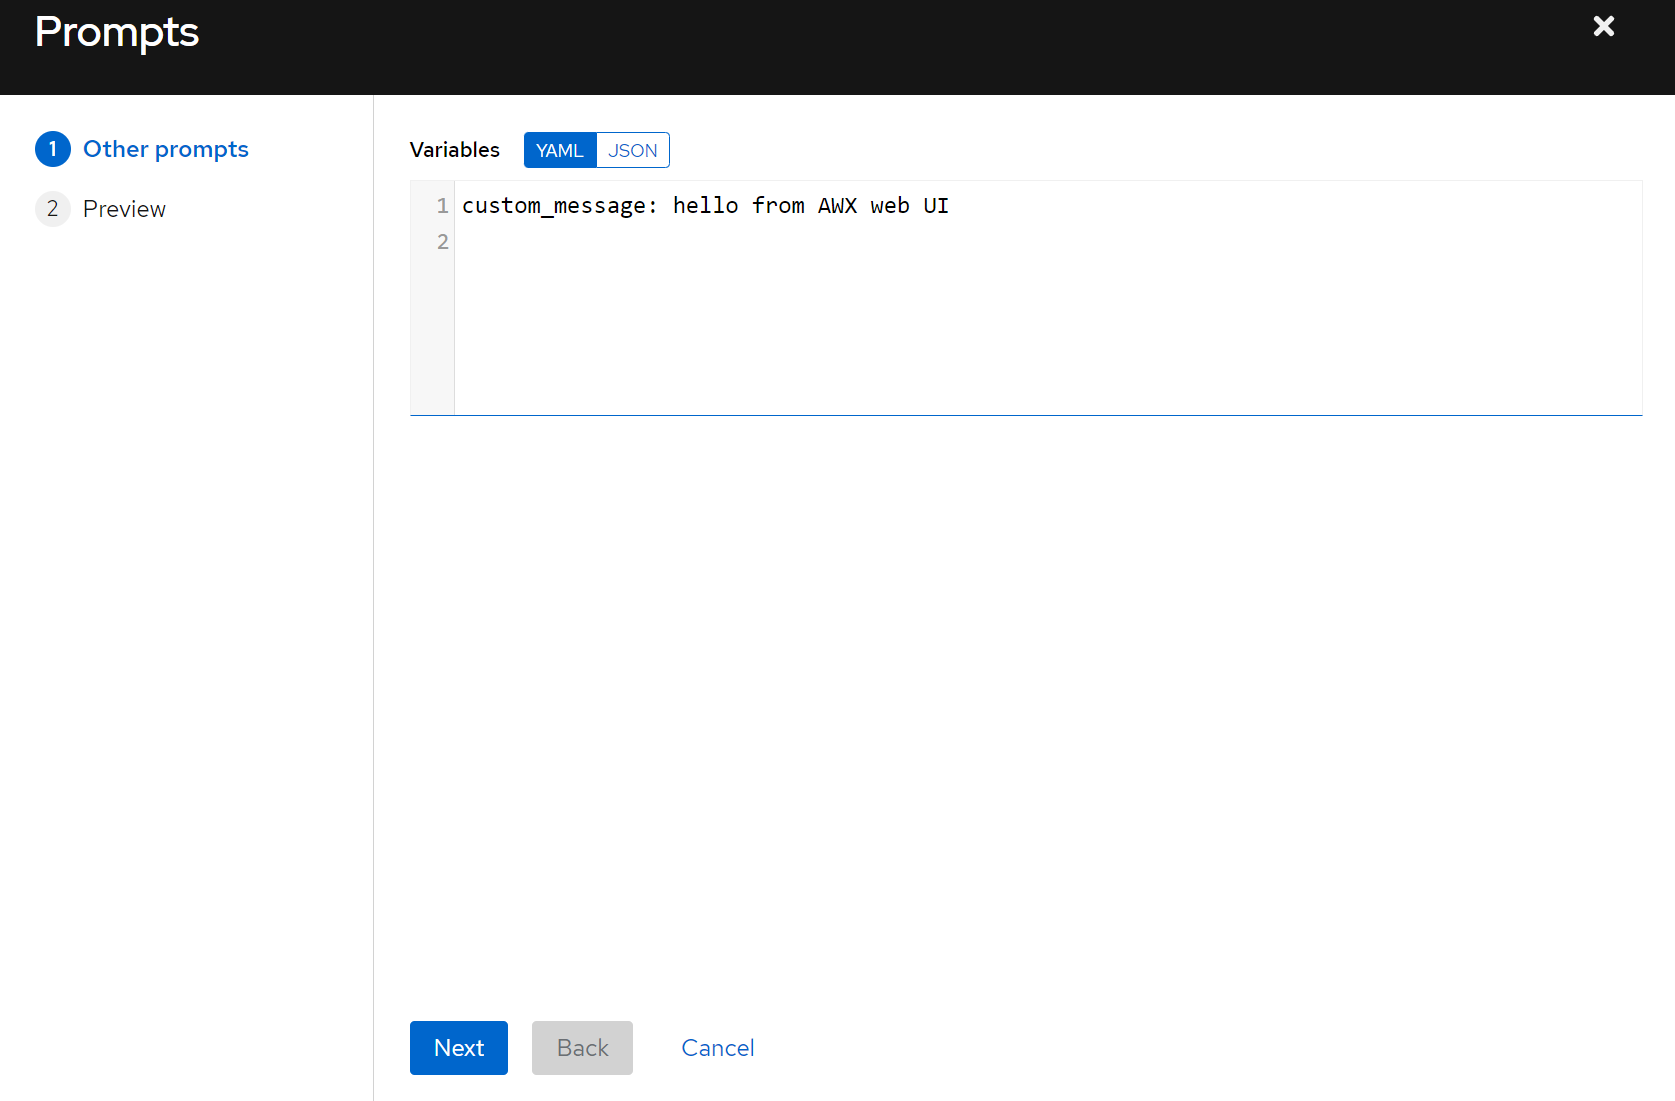 Prompts
1 Other prompts
2 Preview
Variables YAML JSON
1 custom_message: hello from AWX web UI
2
Next Back Cancel